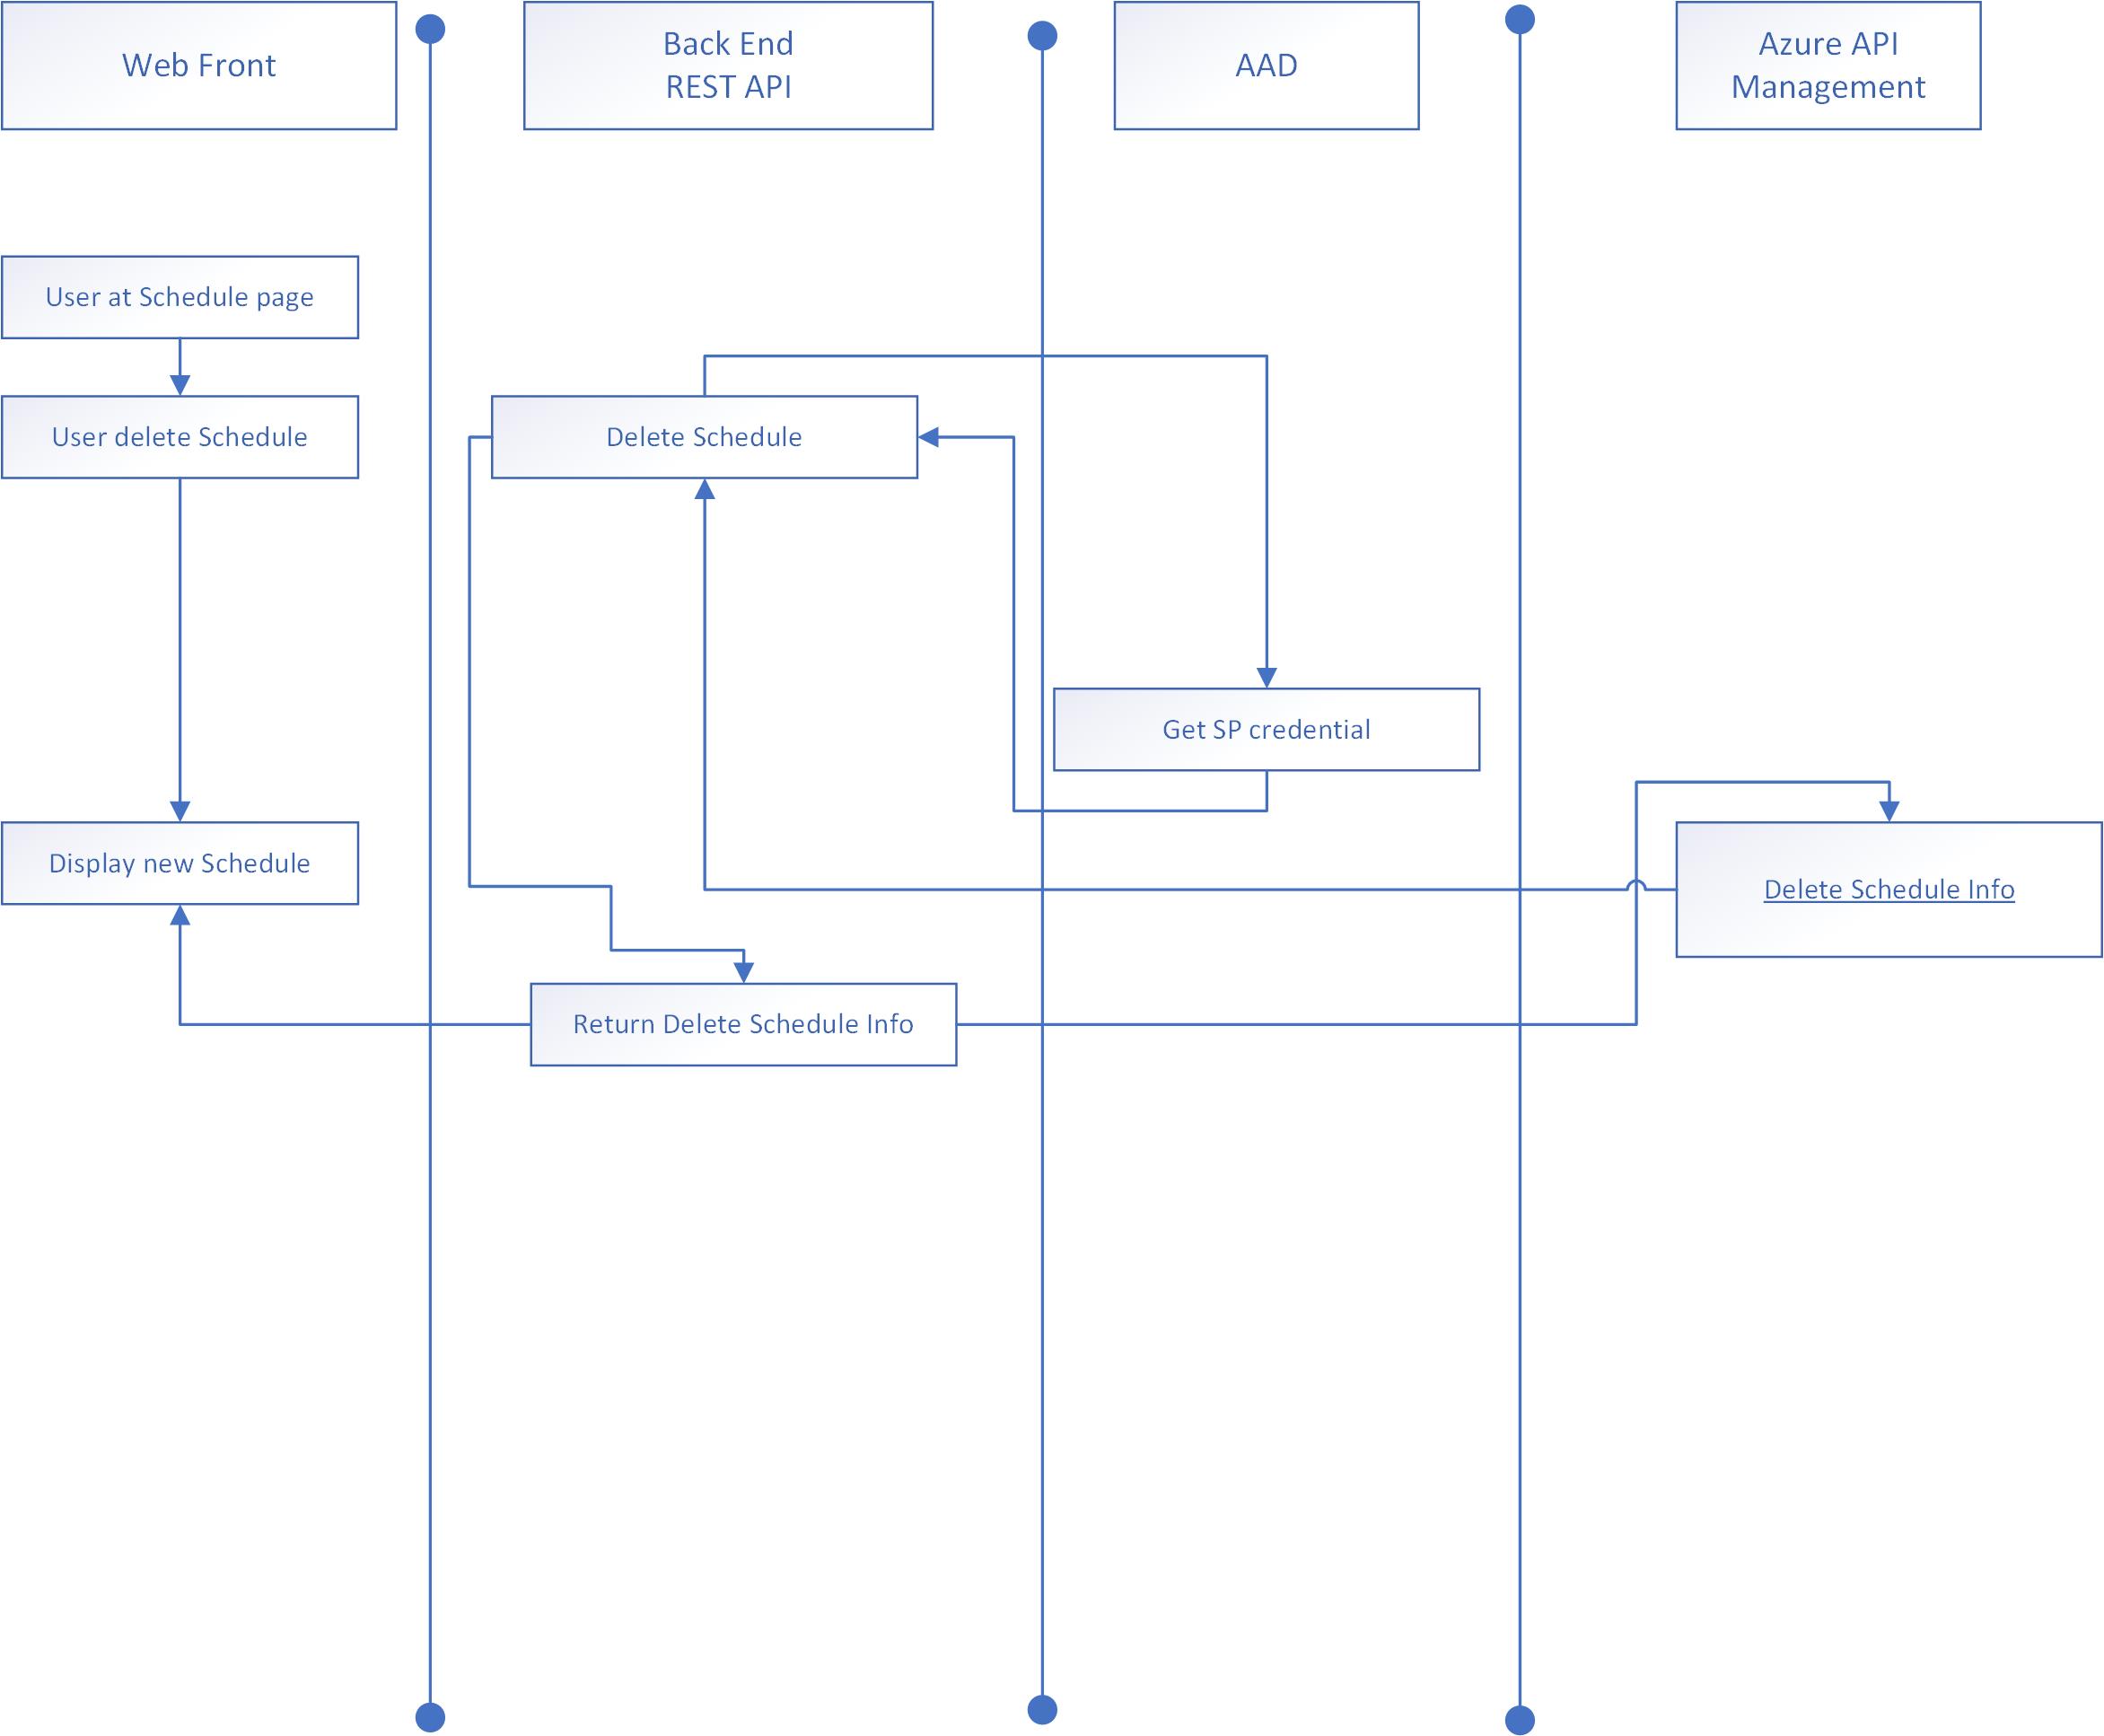 Web Front
Back End
REST API
AAD
Azure API
Management
User at Schedule page
User delete Schedule
Delete Schedule
Get SP credential
Display new Schedule
Delete Schedule Info
Return Delete Schedule Info